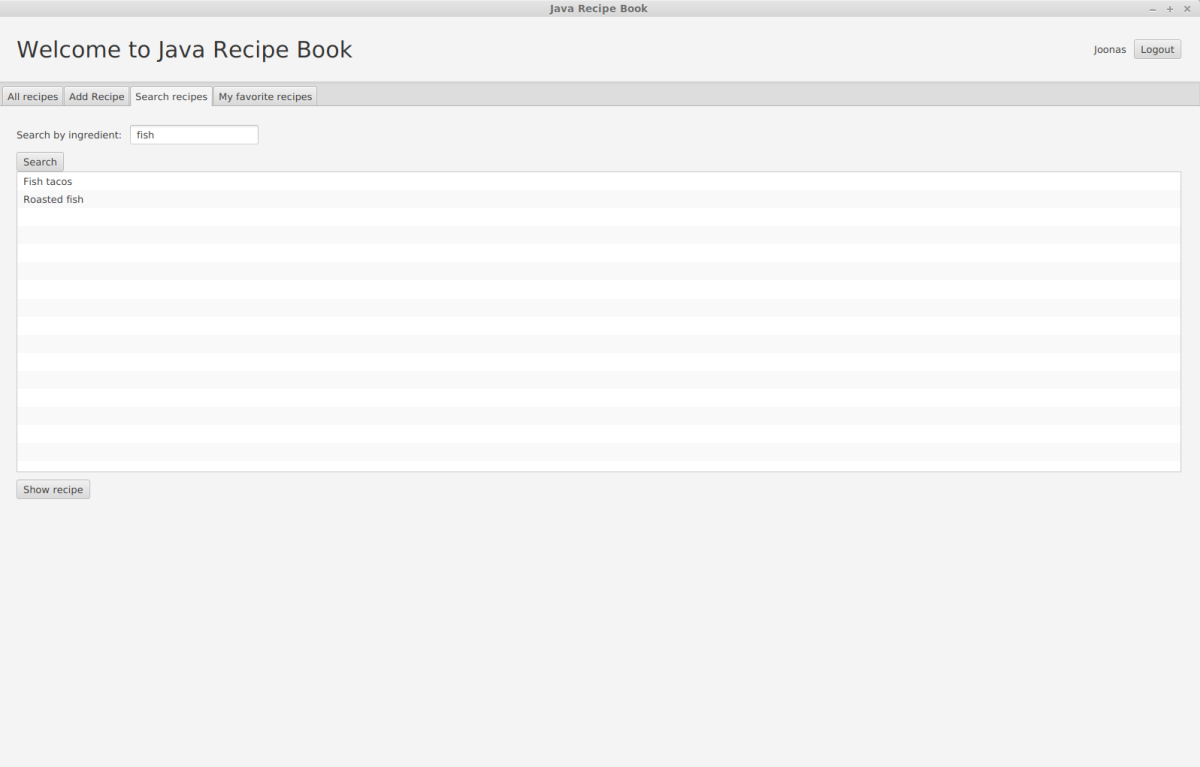 Java Recipe Book
Welcome to Java Recipe Book
Joonas Logout
All recipes Add Recipe Search recipes My favorite recipes
Search by ingredient: fish
Search
Fish tacos
Roasted fish
Show recipe